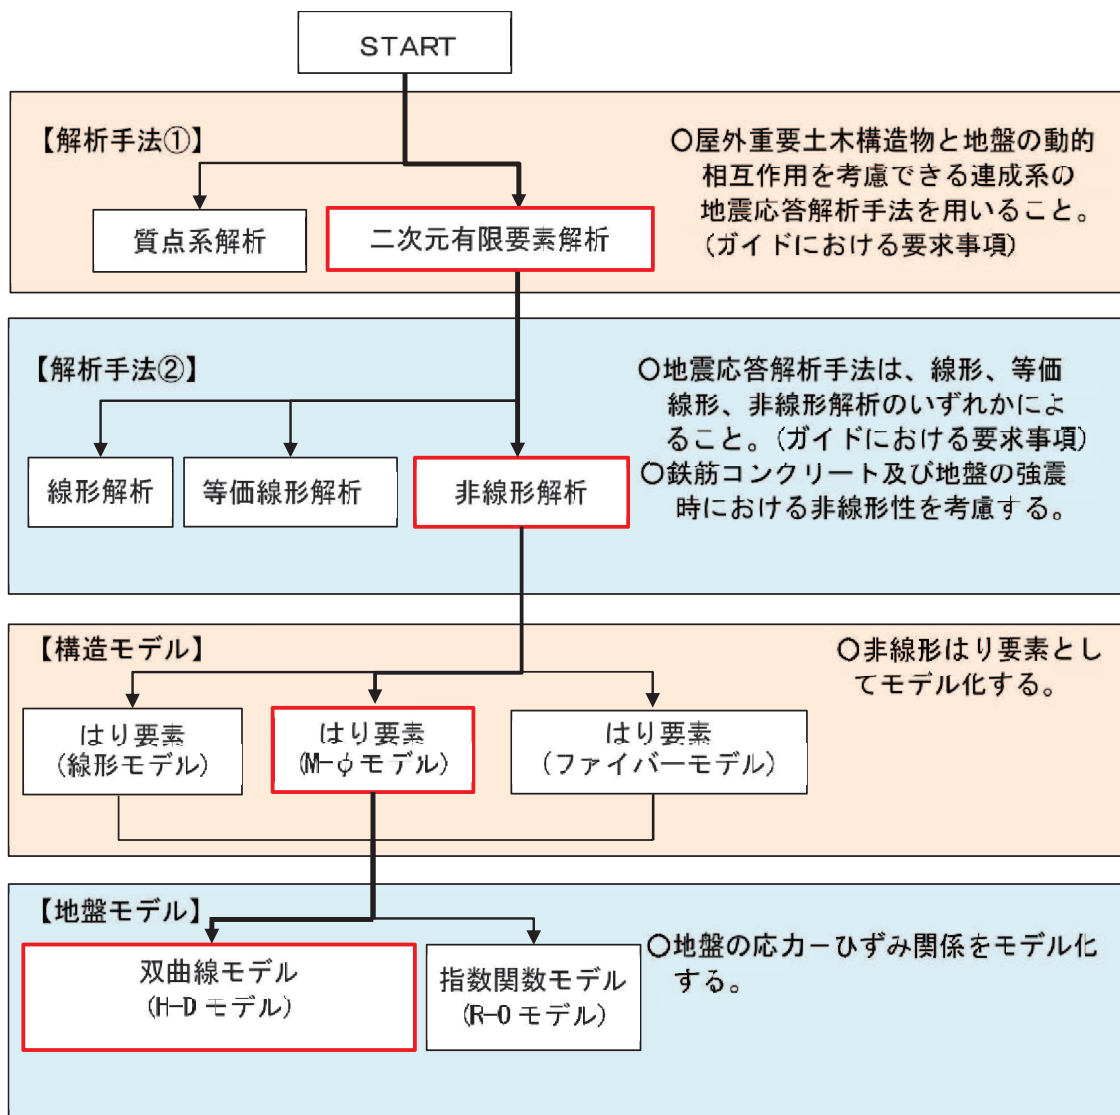 START
【解析手法①】
〇屋外重要土木構造物と地盤の動的
相互作用を考慮できる連成系の
地震応答解析手法を用いること。
(ガイドにおける要求事項)
質点系解析
二次元有限要素解析
【解析手法②】
〇地震応答解析手法は、線形、等価
線形、非線形解析のいずれかによ
ること。(ガイドにおける要求事項)
〇鉄筋コンクリート及び地盤の強震
時における非線形性を考慮する。
線形解析
等価線形解析
非線形解析
【構造モデル】
〇非線形はり要素とし
てモデル化する。
はり要素
(線形モデル)
はり要素
(M-φモデル)
はり要素
(ファイバーモデル)
【地盤モデル】
〇地盤の応力－ひずみ関係をモデル化
する。
双曲線モデル
(H-Dモデル)
指数関数モデル
(R-Oモデル)